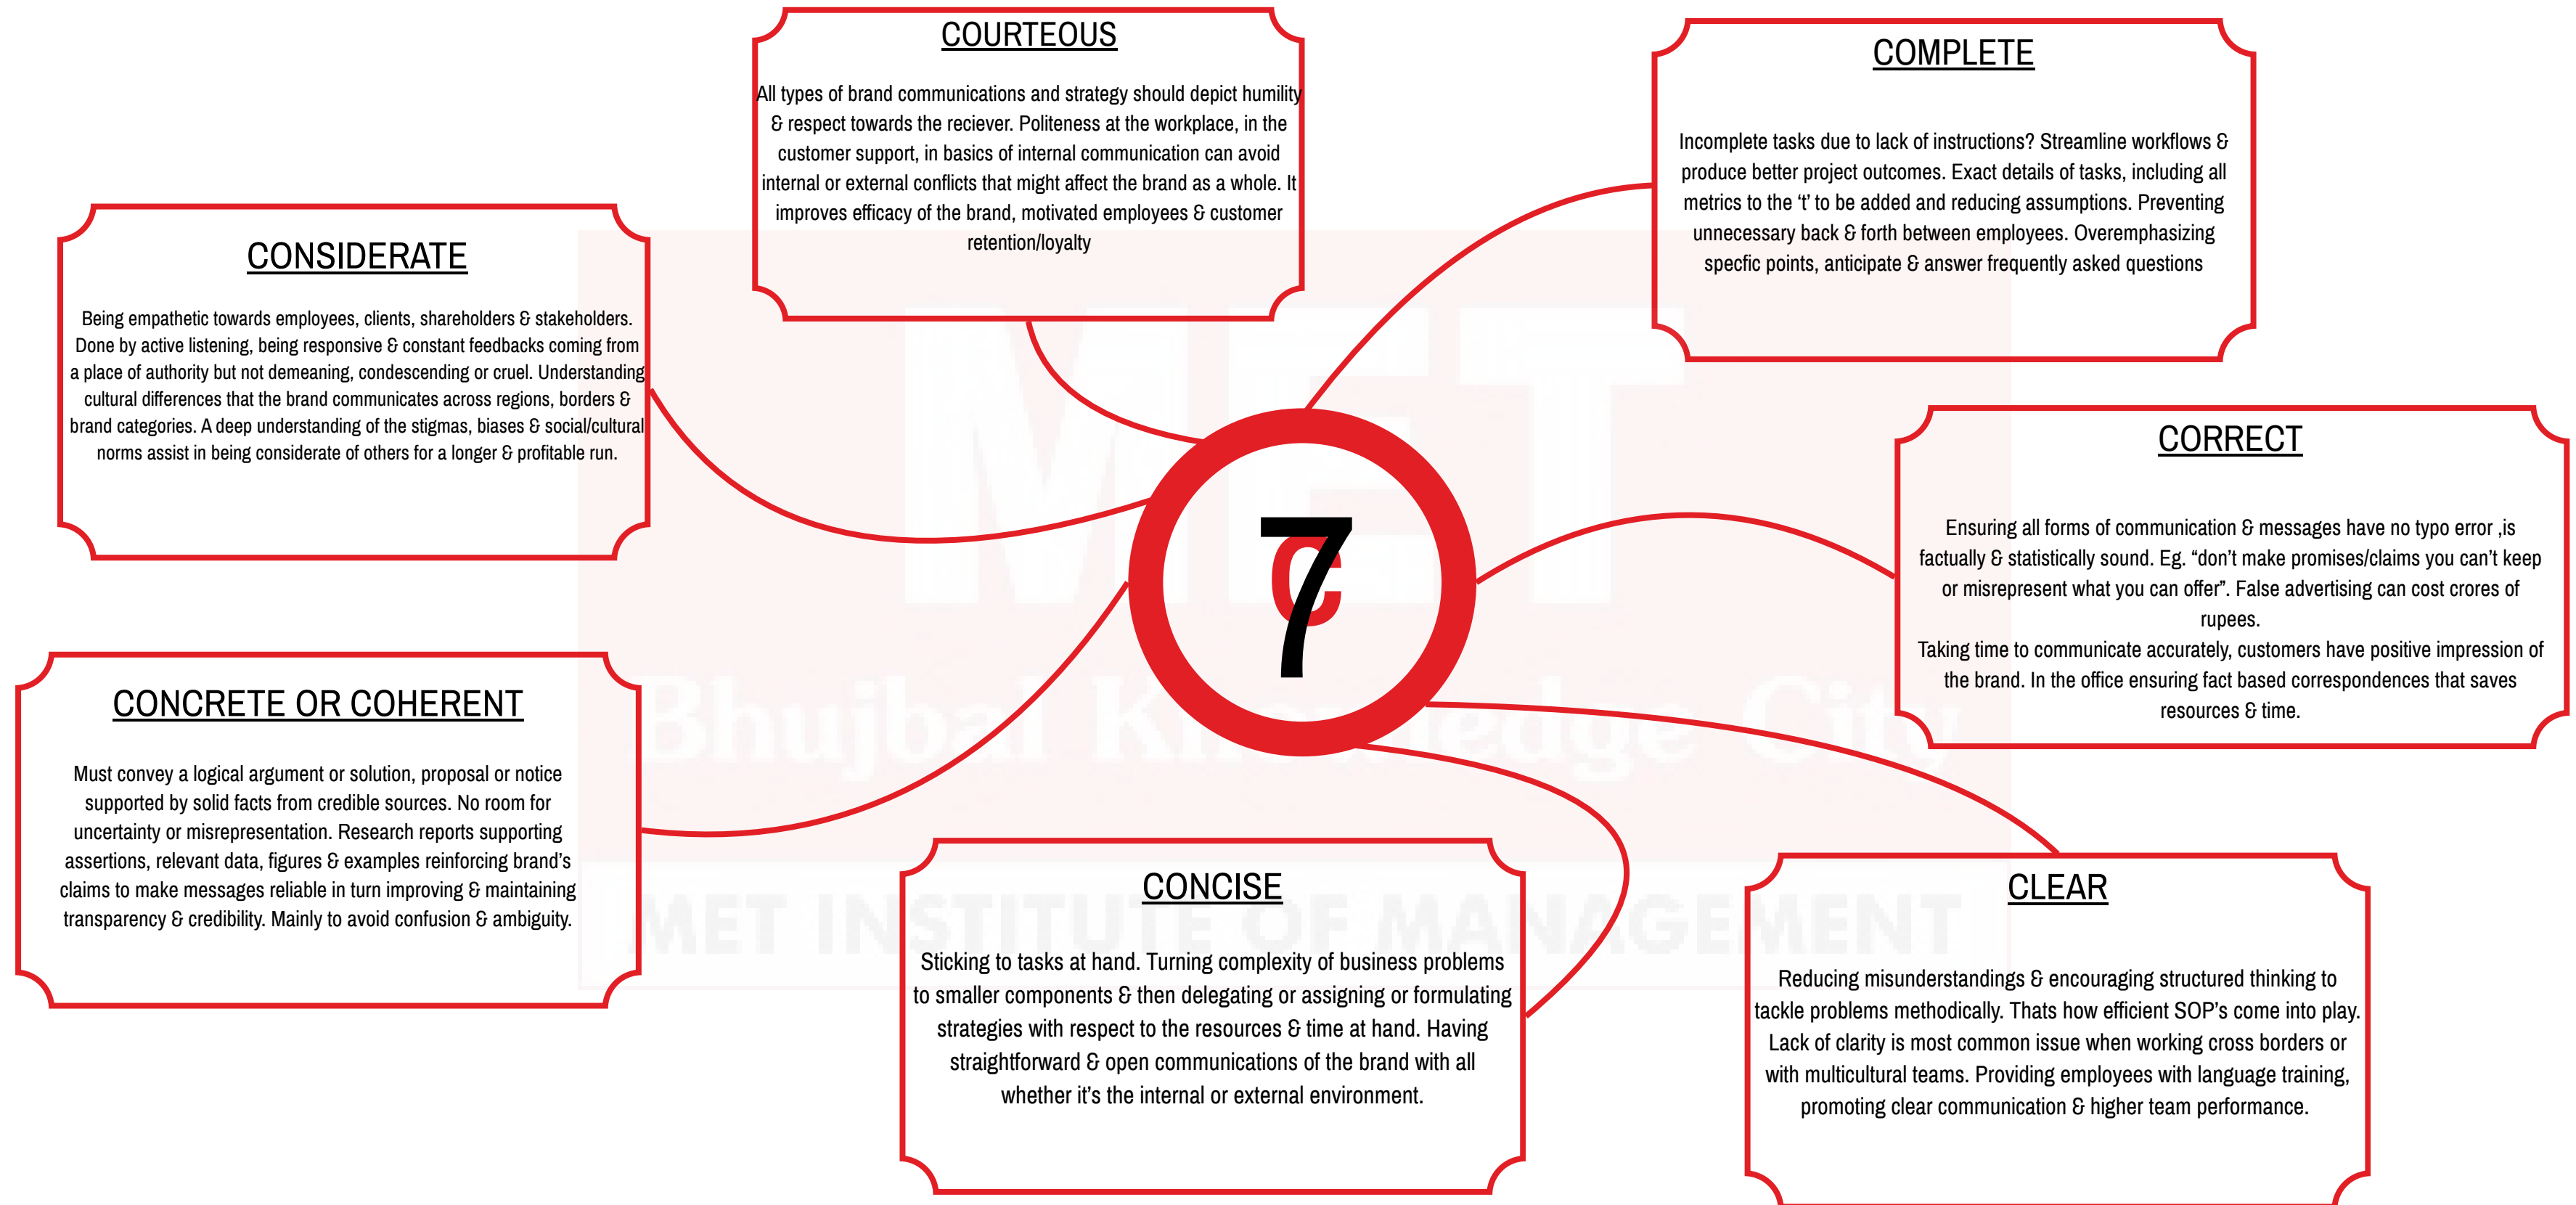 COURTEOUS
All types of brand communications and strategy should depict humility
& respect towards the reciever. Politeness at the workplace, in the
customer support, in basics of internal communication can avoid
internal or external conflicts that might affect the brand as a whole. It
improves efficacy of the brand, motivated employees & customer
retention/loyalty
COMPLETE
Incomplete tasks due to lack of instructions? Streamline workflows &
produce better project outcomes. Exact details of tasks, including all
metrics to the ‘t’ to be added and reducing assumptions. Preventing
unnecessary back & forth between employees. Overemphasizing
specfic points, anticipate & answer frequently asked questions
CONSIDERATE
Being empathetic towards employees, clients, shareholders & stakeholders.
Done by active listening, being responsive & constant feedbacks coming from
a place of authority but not demeaning, condescending or cruel. Understanding
cultural differences that the brand communicates across regions, borders &
brand categories. A deep understanding of the stigmas, biases & social/cultural
norms assist in being considerate of others for a longer & profitable run.
CORRECT
Ensuring all forms of communication & messages have no typo error ,is
factually & statistically sound. Eg. “don’t make promises/claims you can’t keep
or misrepresent what you can offer”. False advertising can cost crores of
rupees.
Taking time to communicate accurately, customers have positive impression of
the brand. In the office ensuring fact based correspondences that saves
resources & time.
7
C
CONCRETE OR COHERENT
Must convey a logical argument or solution, proposal or notice
supported by solid facts from credible sources. No room for
uncertainty or misrepresentation. Research reports supporting
assertions, relevant data, figures & examples reinforcing brand’s
claims to make messages reliable in turn improving & maintaining
transparency & credibility. Mainly to avoid confusion & ambiguity.
CONCISE
Sticking to tasks at hand. Turning complexity of business problems
to smaller components & then delegating or assigning or formulating
strategies with respect to the resources & time at hand. Having
straightforward & open communications of the brand with all
whether it’s the internal or external environment.
CLEAR
Reducing misunderstandings & encouraging structured thinking to
tackle problems methodically. Thats how efficient SOP’s come into play.
Lack of clarity is most common issue when working cross borders or
with multicultural teams. Providing employees with language training,
promoting clear communication & higher team performance.
MET
Bhujbal Knowledge City
MET INSTITUTE OF MANAGEMENT